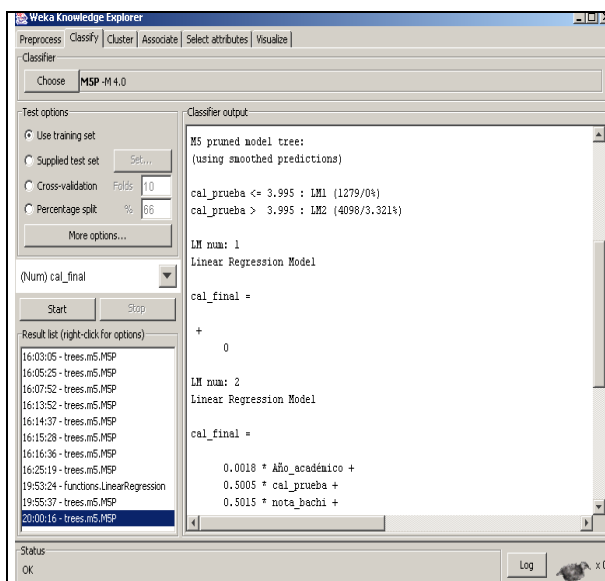 Weka Knowledge Explorer
Preprocess Classify Cluster Associate Select attributes Visualize
Classifier
Choose M5P -M 4.0
Test options
Use training set
Supplied test set Set...
Cross-validation Folds 10
Percentage split % 66
More options...
(Num) cal_final
Start Stop
Result list (right-click for options)
16:03:05 - trees.m5.M5P
16:05:25 - trees.m5.M5P
16:07:52 - trees.m5.M5P
16:13:52 - trees.m5.M5P
16:14:37 - trees.m5.M5P
16:15:28 - trees.m5.M5P
16:16:36 - trees.m5.M5P
16:25:19 - trees.m5.M5P
19:53:24 - functions.LinearRegression
19:55:37 - trees.m5.M5P
20:00:16 - trees.m5.M5P
Classifier output
M5 pruned model tree:
(using smoothed predictions)
cal_prueba <= 3.995 : LM1 (1279/0%)
cal_prueba > 3.995 : LM2 (4098/3.321%)
LM num: 1
Linear Regression Model
cal_final =
+
0
LM num: 2
Linear Regression Model
cal_final =
0.0018 * Año_académico +
0.5005 * cal_prueba +
0.5015 * nota_bachi +
Status
OK
Log
x 0